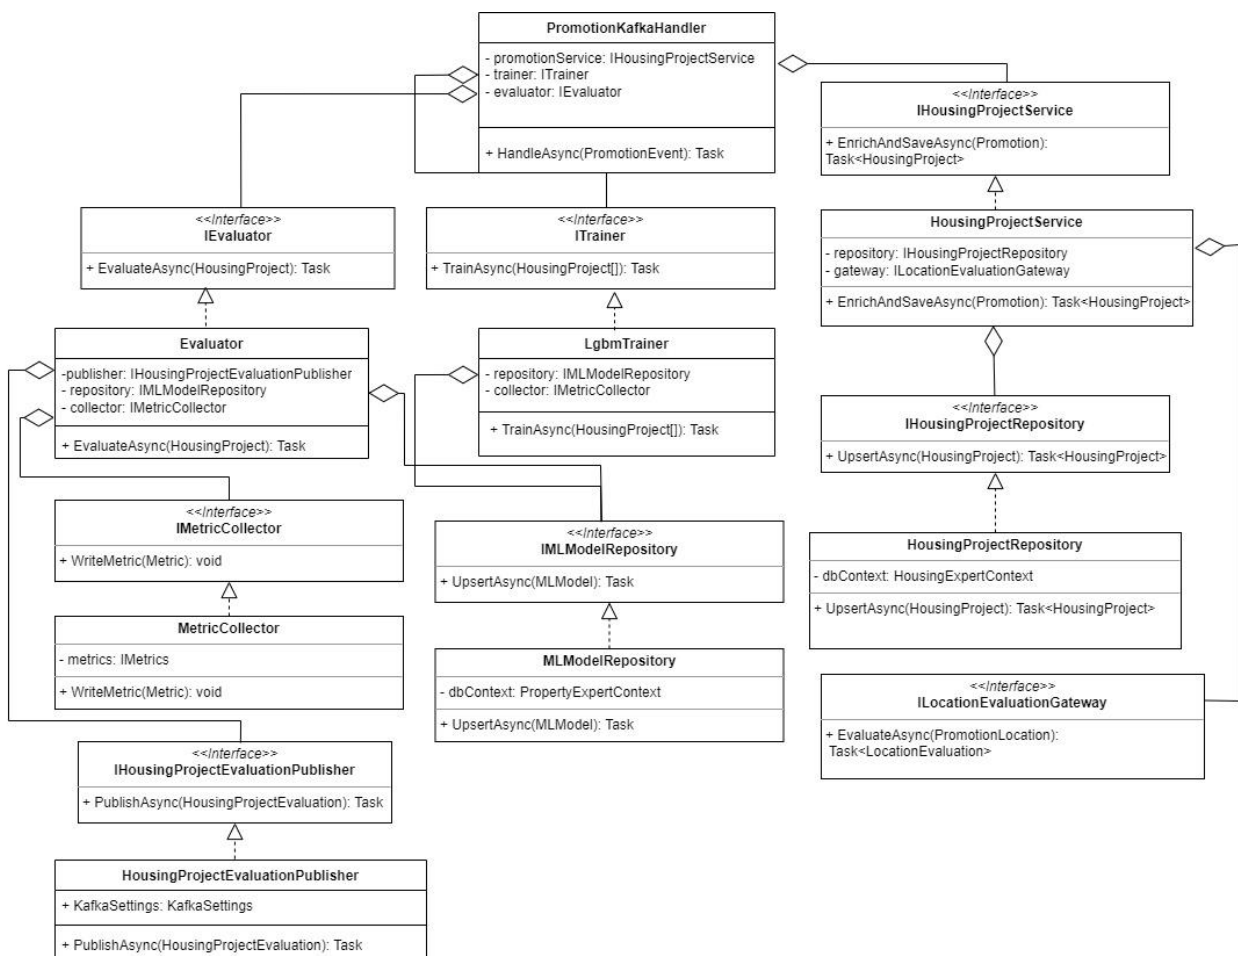 PromotionKafkaHandler
- promotionService: IHousingProjectService
- trainer: ITrainer
- evaluator: IEvaluator
+ HandleAsync(PromotionEvent): Task
<<Interface>>
IHousingProjectService
+ EnrichAndSaveAsync(Promotion):
Task<HousingProject>
<<Interface>>
IEvaluator
+ EvaluateAsync(HousingProject): Task
<<Interface>>
ITrainer
+ TrainAsync(HousingProject[]): Task
HousingProjectService
- repository: IHousingProjectRepository
- gateway: ILocationEvaluationGateway
+ EnrichAndSaveAsync(Promotion): Task<HousingProject>
Evaluator
-publisher: IHousingProjectEvaluationPublisher
- repository: IMLModelRepository
- collector: IMetricCollector
+ EvaluateAsync(HousingProject): Task
LgbmTrainer
- repository: IMLModelRepository
- collector: IMetricCollector
+ TrainAsync(HousingProject[]): Task
<<Interface>>
IHousingProjectRepository
+ UpsertAsync(HousingProject): Task<HousingProject>
<<Interface>>
IMetricCollector
+ WriteMetric(Metric): void
<<Interface>>
IMLModelRepository
+ UpsertAsync(MLModel): Task
HousingProjectRepository
- dbContext: HousingExpertContext
+ UpsertAsync(HousingProject): Task<HousingProject>
MetricCollector
- metrics: IMetrics
+ WriteMetric(Metric): void
MLModelRepository
- dbContext: PropertyExpertContext
+ UpsertAsync(MLModel): Task
<<Interface>>
ILocationEvaluationGateway
+ EvaluateAsync(PromotionLocation):
Task<LocationEvaluation>
<<Interface>>
IHousingProjectEvaluationPublisher
+ PublishAsync(HousingProjectEvaluation): Task
HousingProjectEvaluationPublisher
+ KafkaSettings: KafkaSettings
+ PublishAsync(HousingProjectEvaluation): Task